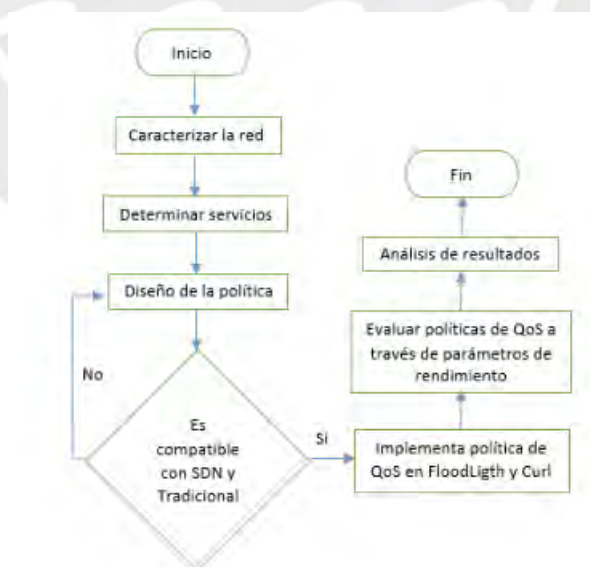 Inicio
Caracterizar la red
Determinar servicios
Diseño de la política
No
Es
compatible
con SDN y
Tradicional
Si
Implementa política de
QoS en FloodLigth y Curl
Evaluar políticas de QoS a
través de parámetros de
rendimiento
Análisis de resultados
Fin